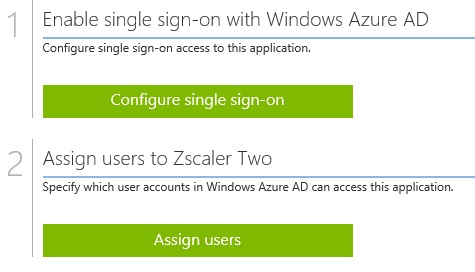 1
Enable single sign-on with Windows Azure AD
Configure single sign-on access to this application.
Configure single sign-on
2
Assign users to Zscaler Two
Specify which user accounts in Windows Azure AD can access this application.
Assign users